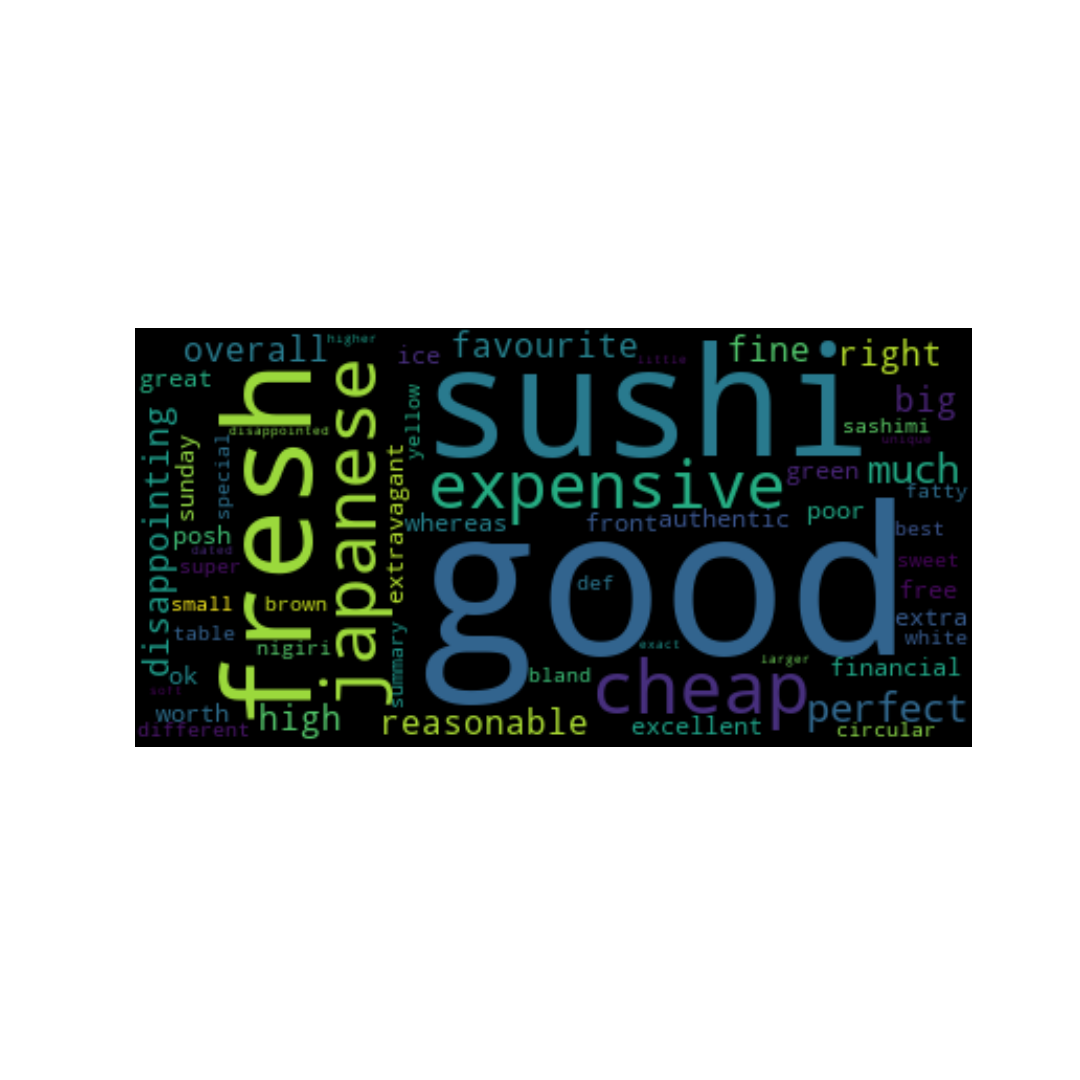 overall
higher
ice
favourite
little
fine
right
great
fresh
japanese
sushi
big
disappointing
sunday
special
disappointed
yellow
sashimi
unique
extravagant
expensive
green
much
fatty
posh
dated
super
whereas
front
authentic
poor
best
good
def
sweet
small
brown
free
table
nigiri
summary
extra
white
exact
ok
soft
bland
cheap
larger
financial
worth
high
reasonable
excellent
perfect
different
circular